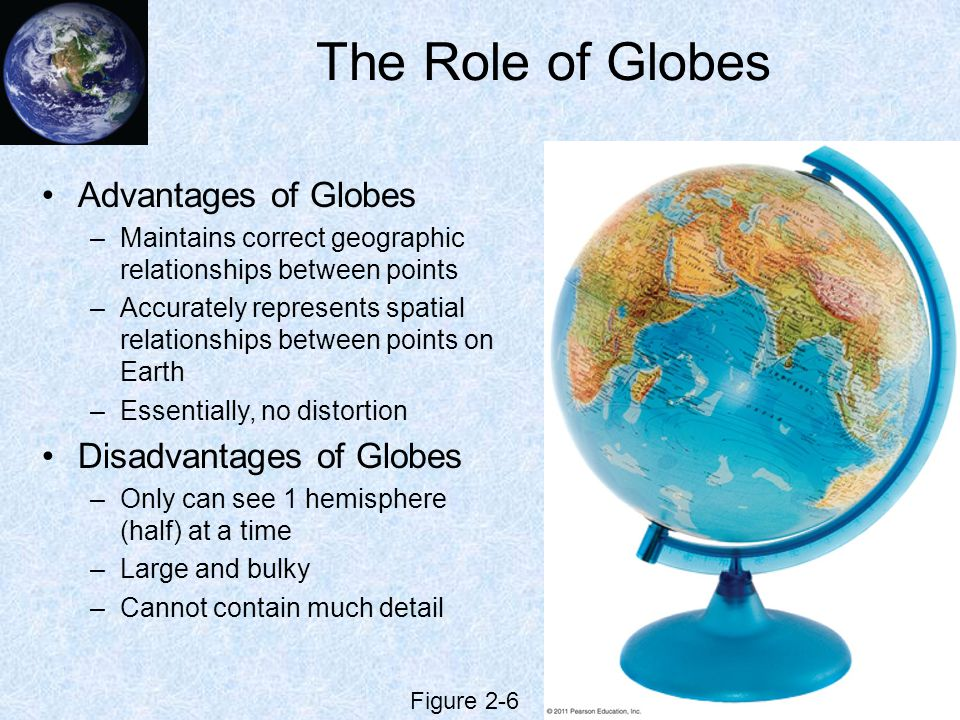 The Role of Globes
• Advantages of Globes
– Maintains correct geographic
relationships between points
– Accurately represents spatial
relationships between points on
Earth
– Essentially, no distortion
• Disadvantages of Globes
– Only can see 1 hemisphere
(half) at a time
– Large and bulky
– Cannot contain much detail
Figure 2-6
© 2011 Pearson Education, Inc.